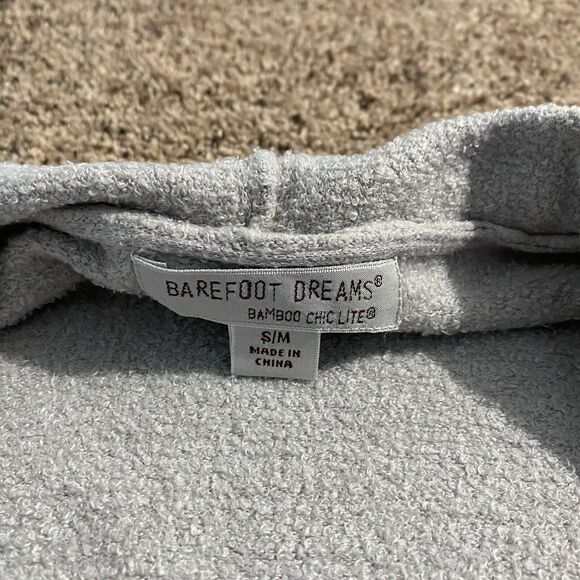 BAREFOOT DREAMS®
BAMBOO CHIC LITE®
S/M
MADE IN
CHINA